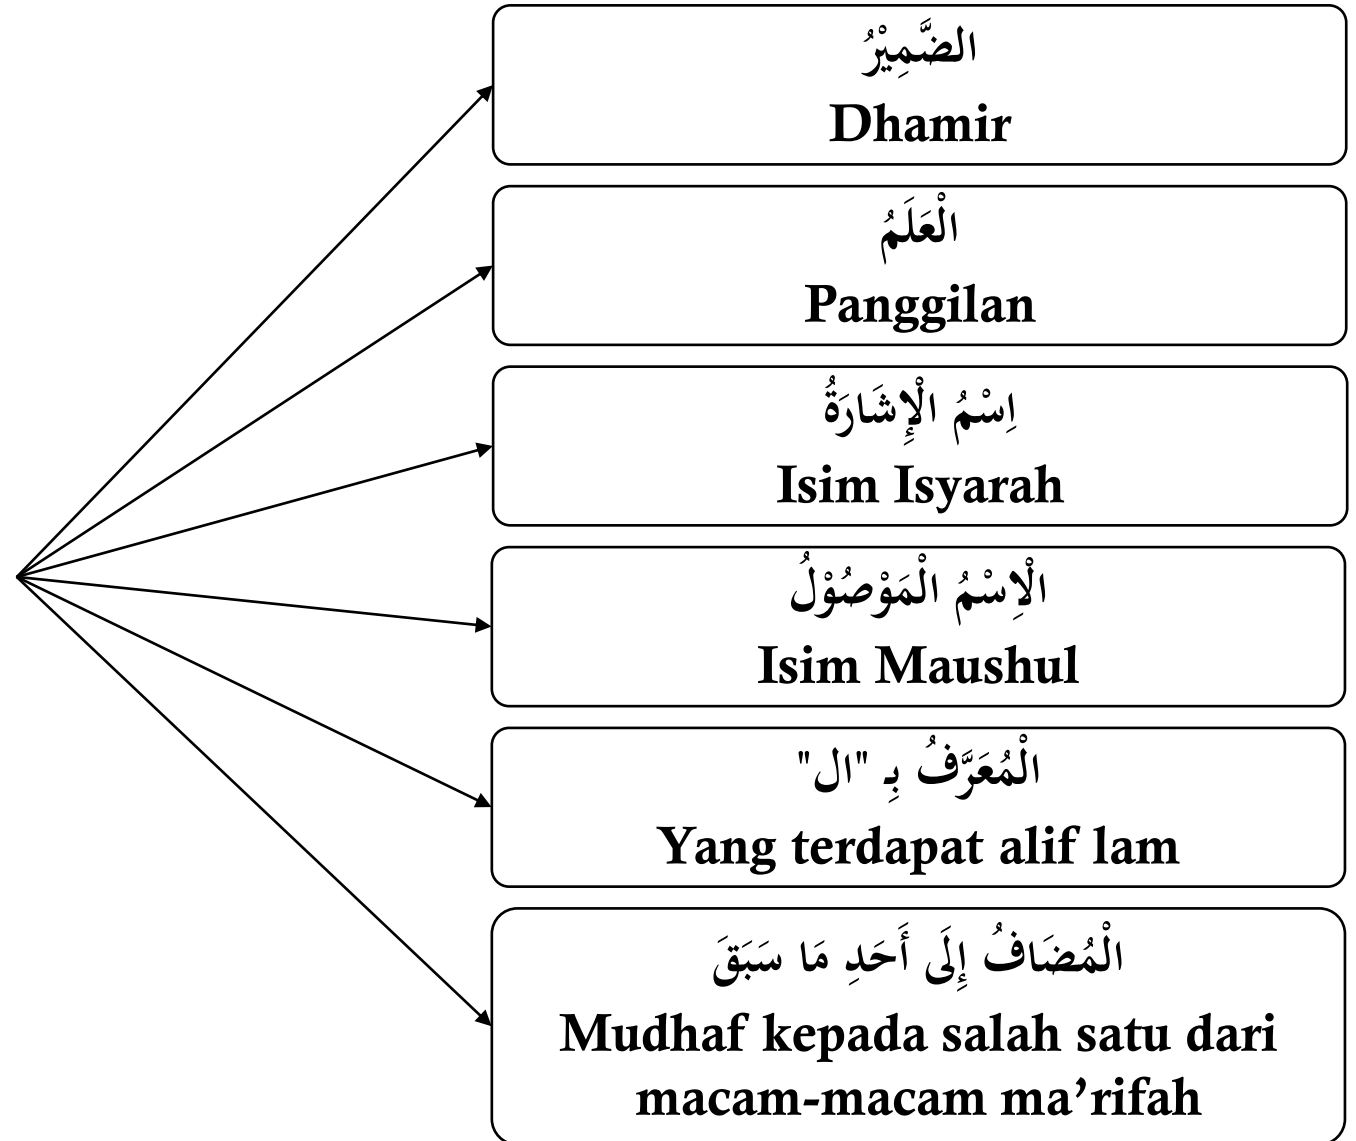 الضَّمِيْرُ
Dhamir
الْعَلَمُ
Panggilan
اِسْمُ الْإِشَارَةُ
Isim Isyarah
الْاِسْمُ الْمَوْصُوْلُ
Isim Maushul
الْمُعَرَّفُ بِـ "ال"
Yang terdapat alif lam
الْمُضَافُ إِلَى أَحَدِ مَا سَبَقَ
Mudhaf kepada salah satu dari
macam-macam ma’rifah